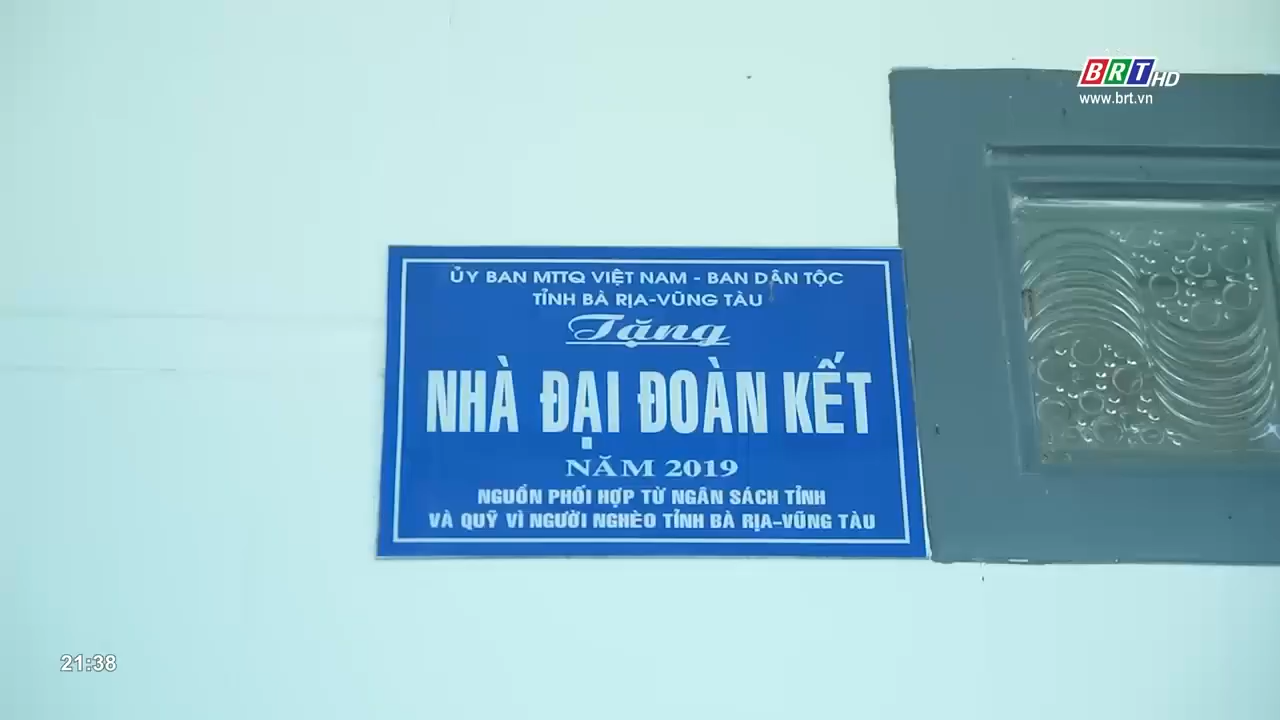 BRT HD
www.brt.vn
ỦY BAN MTTQ VIỆT NAM - BAN DÂN TỘC
TỈNH BÀ RỊA-VŨNG TÀU
Tặng
NHÀ ĐẠI ĐOÀN KẾT
NĂM 2019
NGUỒN PHỐI HỢP TỪ NGÂN SÁCH TỈNH
VÀ QUỸ VÌ NGƯỜI NGHÈO TỈNH BÀ RỊA-VŨNG TÀU
21:38